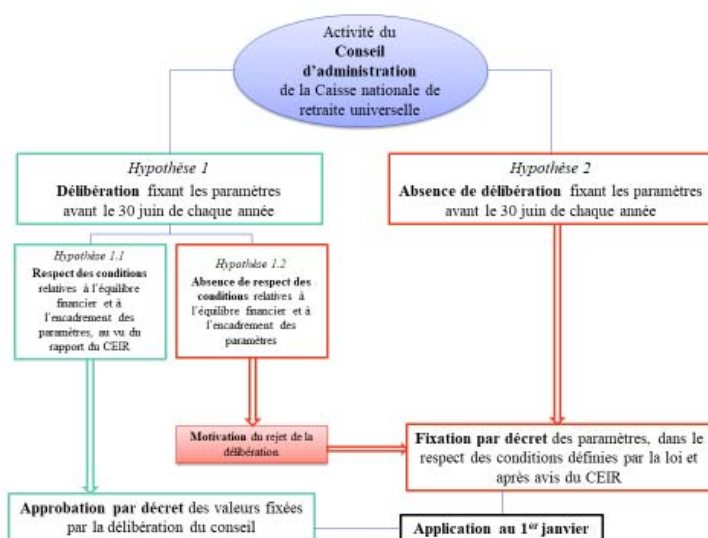 Activité du
Conseil
d'administration
de la Caisse nationale de
retraite universelle
Hypothèse 1
Délibération fixant les paramètres
avant le 30 juin de chaque année
Hypothèse 2
Absence de délibération fixant les paramètres
avant le 30 juin de chaque année
Hypothèse 1.1
Respect des conditions
relatives à l'équilibre
financier et à
l'encadrement des
paramètres, au vu du
rapport du CEIR
Hypothèse 1.2
Absence de respect des
conditions relatives à
l'équilibre financier et à
l'encadrement des
paramètres
Motivation du rejet de la
délibération
Fixation par décret des paramètres, dans le
respect des conditions définies par la loi et
après avis du CEIR
Approbation par décret des valeurs fixées
par la délibération du conseil
Application au 1er janvier